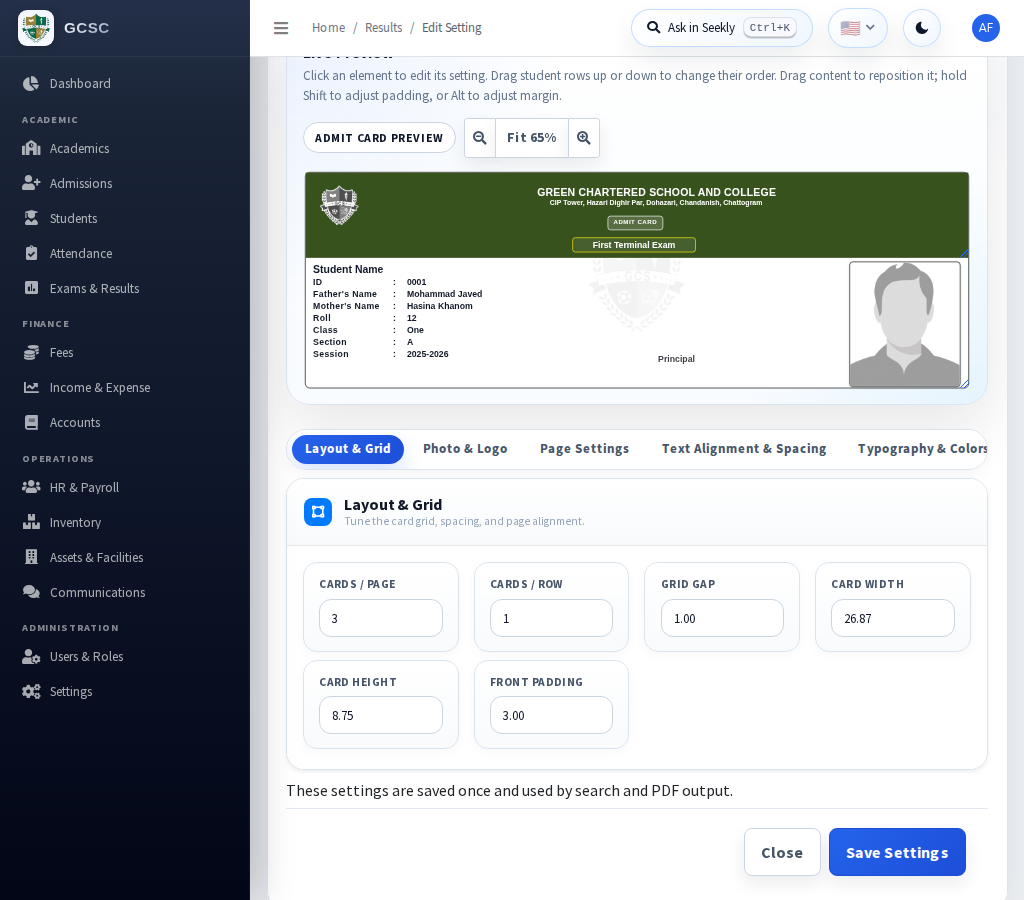 GCSC
Home / Results / Edit Setting
Ask in Seekly Ctrl+K
AF
Dashboard
ACADEMIC
Academics
Admissions
Students
Attendance
Exams & Results
FINANCE
Fees
Income & Expense
Accounts
OPERATIONS
HR & Payroll
Inventory
Assets & Facilities
Communications
ADMINISTRATION
Users & Roles
Settings
Click an element to edit its setting. Drag student rows up or down to change their order. Drag content to reposition it; hold
Shift to adjust padding, or Alt to adjust margin.
ADMIT CARD PREVIEW
Fit 65%
GREEN CHARTERED SCHOOL AND COLLEGE
CIP Tower, Hazari Dighir Par, Dohazari, Chandanish, Chattogram
ADMIT CARD
First Terminal Exam
Student Name
ID : 0001
Father's Name : Mohammad Javed
Mother's Name : Hasina Khanom
Roll : 12
Class : One
Section : A
Session : 2025-2026
GCSC
Principal
Layout & Grid
Photo & Logo
Page Settings
Text Alignment & Spacing
Typography & Colors
Layout & Grid
Tune the card grid, spacing, and page alignment.
CARDS / PAGE
3
CARDS / ROW
1
GRID GAP
1.00
CARD WIDTH
26.87
CARD HEIGHT
8.75
FRONT PADDING
3.00
These settings are saved once and used by search and PDF output.
Close
Save Settings